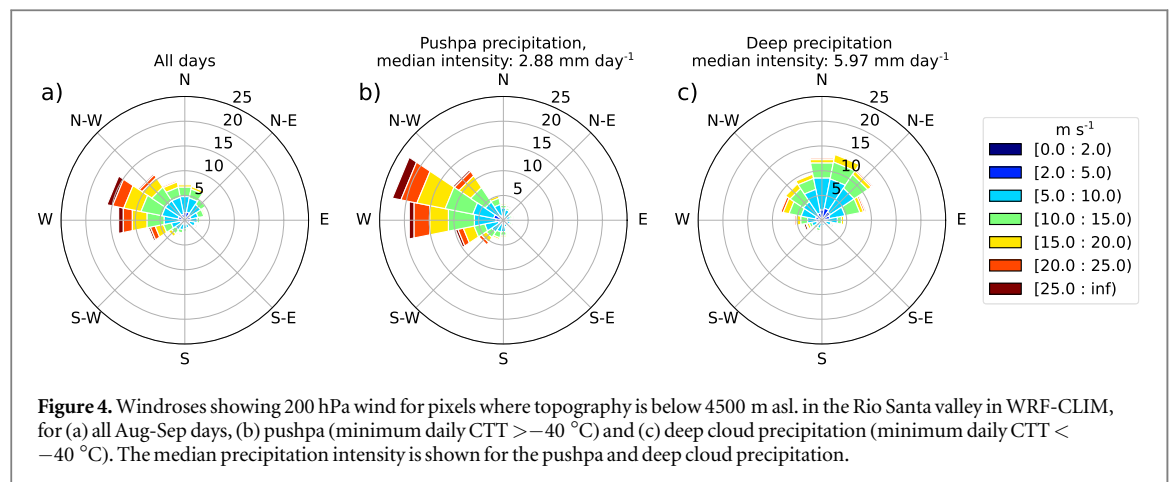 All days
N
a)
25
N-W
N-E
20
15
10
5
W
E
S-W
S-E
S
Pushpa precipitation,
median intensity: 2.88 mm day⁻¹
N
b)
25
N-W
N-E
20
15
10
5
W
E
S-W
S-E
S
Deep precipitation
median intensity: 5.97 mm day⁻¹
N
c)
25
N-W
N-E
20
15
10
5
W
E
S-W
S-E
S
m s⁻¹
[0.0 : 2.0)
[2.0 : 5.0)
[5.0 : 10.0)
[10.0 : 15.0)
[15.0 : 20.0)
[20.0 : 25.0)
[25.0 : inf)
Figure 4. Windroses showing 200 hPa wind for pixels where topography is below 4500 m asl. in the Rio Santa valley in WRF-CLIM,
for (a) all Aug-Sep days, (b) pushpa (minimum daily CTT >−40 °C) and (c) deep cloud precipitation (minimum daily CTT <
−40 °C). The median precipitation intensity is shown for the pushpa and deep cloud precipitation.